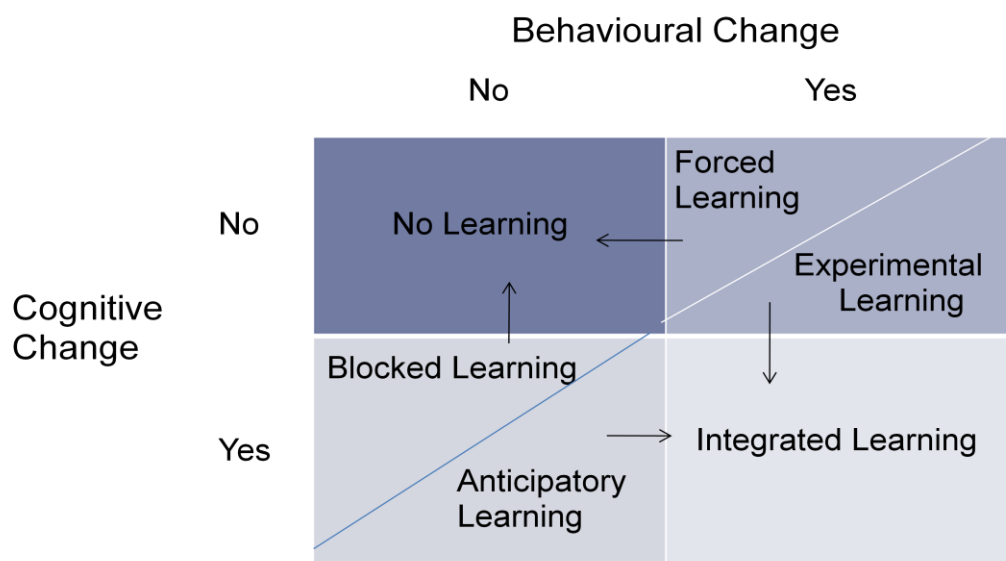 Behavioural Change
No
Yes
No
No Learning
Forced
Learning
Experimental
Learning
Cognitive
Change
Blocked Learning
Yes
Integrated Learning
Anticipatory
Learning